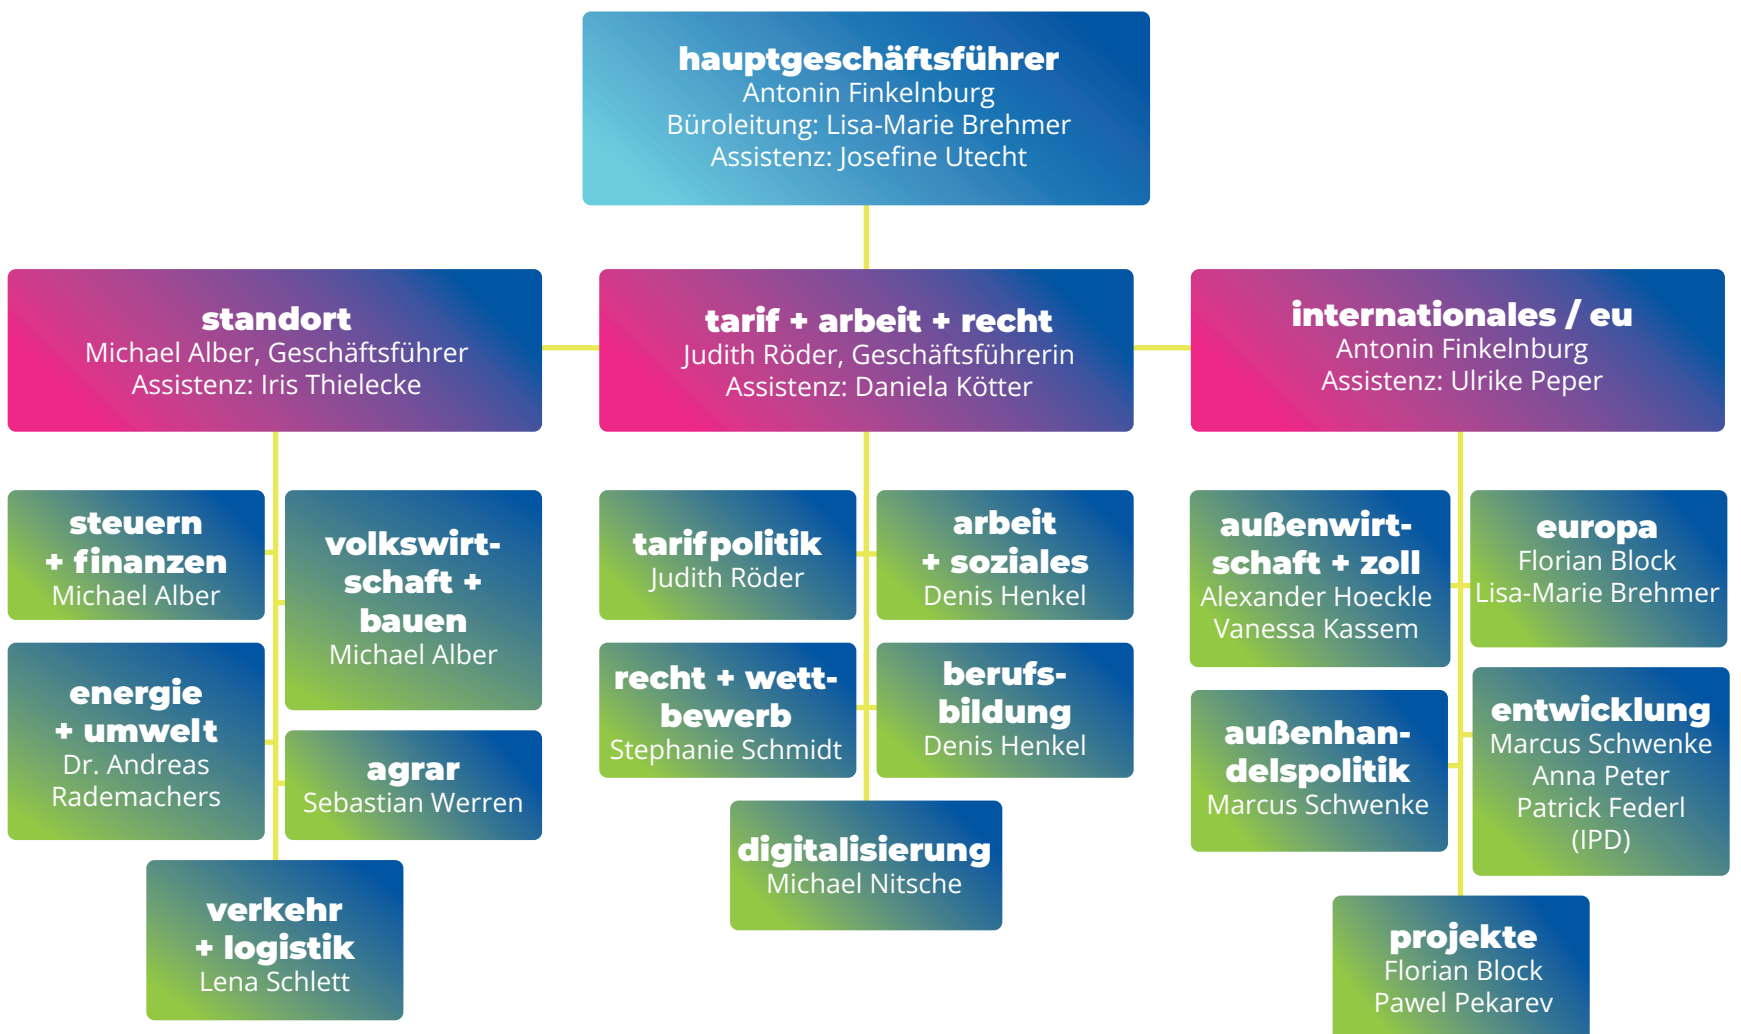 hauptgeschäftsführer
Antonin Finkelnburg
Büroleitung: Lisa-Marie Brehmer
Assistenz: Josefine Utecht
standort
Michael Alber, Geschäftsführer
Assistenz: Iris Thielecke
tarif + arbeit + recht
Judith Röder, Geschäftsführerin
Assistenz: Daniela Kötter
internationales / eu
Antonin Finkelnburg
Assistenz: Ulrike Peper
steuern
+ finanzen
Michael Alber
volkswirt-
schaft +
bauen
Michael Alber
energie
+ umwelt
Dr. Andreas
Rademachers
agrar
Sebastian Werren
verkehr
+ logistik
Lena Schlett
tarifpolitik
Judith Röder
arbeit
+ soziales
Denis Henkel
recht + wett-
bewerb
Stephanie Schmidt
berufs-
bildung
Denis Henkel
digitalisierung
Michael Nitsche
außenwirt-
schaft + zoll
Alexander Hoeckle
Vanessa Kassem
europa
Florian Block
Lisa-Marie Brehmer
außenhan-
delspolitik
Marcus Schwenke
entwicklung
Marcus Schwenke
Anna Peter
Patrick Federl
(IPD)
projekte
Florian Block
Pawel Pekarev